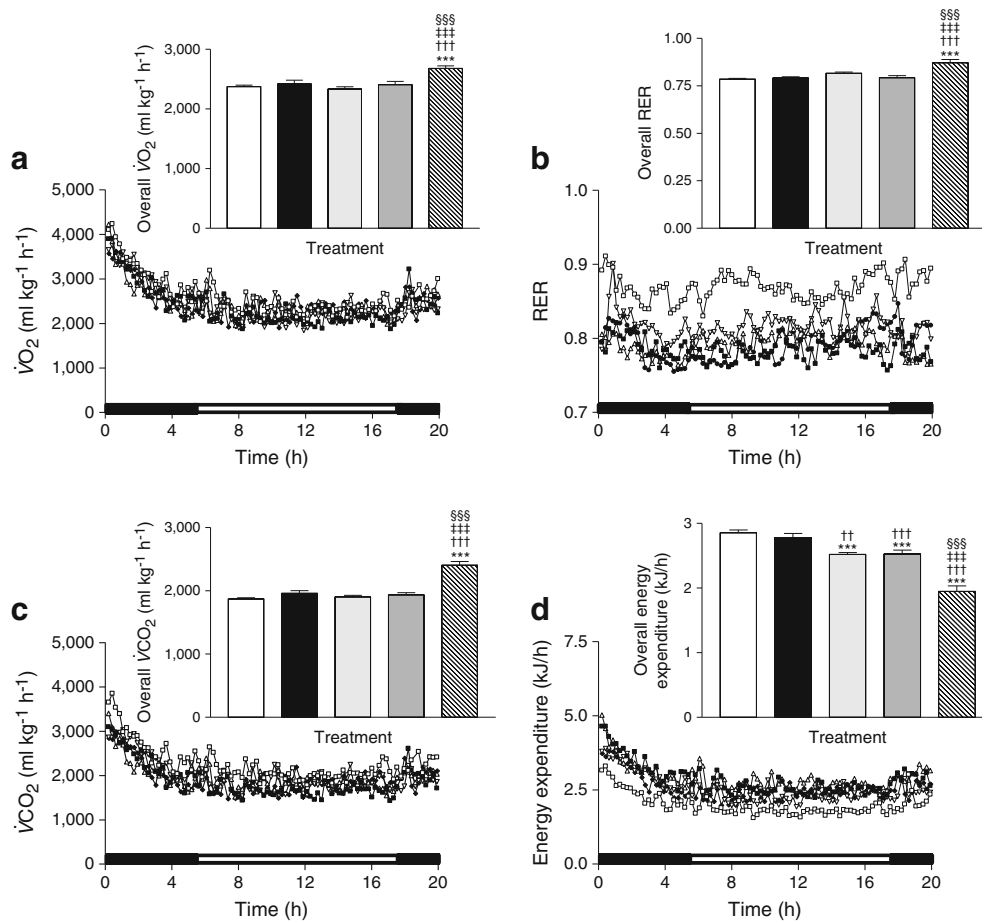 a
Overall V̇O2 (ml kg-1 h-1)
3,000
2,000
1,000
0
§§§
‡‡‡
†††
***
Treatment
V̇O2 (ml kg-1 h-1)
5,000
4,000
3,000
2,000
1,000
0
0 4 8 12 16 20
Time (h)
b
Overall RER
1.00
0.75
0.50
0.25
0.00
§§§
‡‡‡
†††
***
Treatment
RER
1.0
0.9
0.8
0.7
0 4 8 12 16 20
Time (h)
c
Overall V̇CO2 (ml kg-1 h-1)
3,000
2,000
1,000
0
§§§
‡‡‡
†††
***
Treatment
V̇CO2 (ml kg-1 h-1)
5,000
4,000
3,000
2,000
1,000
0
0 4 8 12 16 20
Time (h)
d
Overall energy
expenditure (kJ/h)
3
2
1
0
††
***
†††
***
§§§
‡‡‡
†††
***
Treatment
Energy expenditure (kJ/h)
7.5
5.0
2.5
0.0
0 4 8 12 16 20
Time (h)